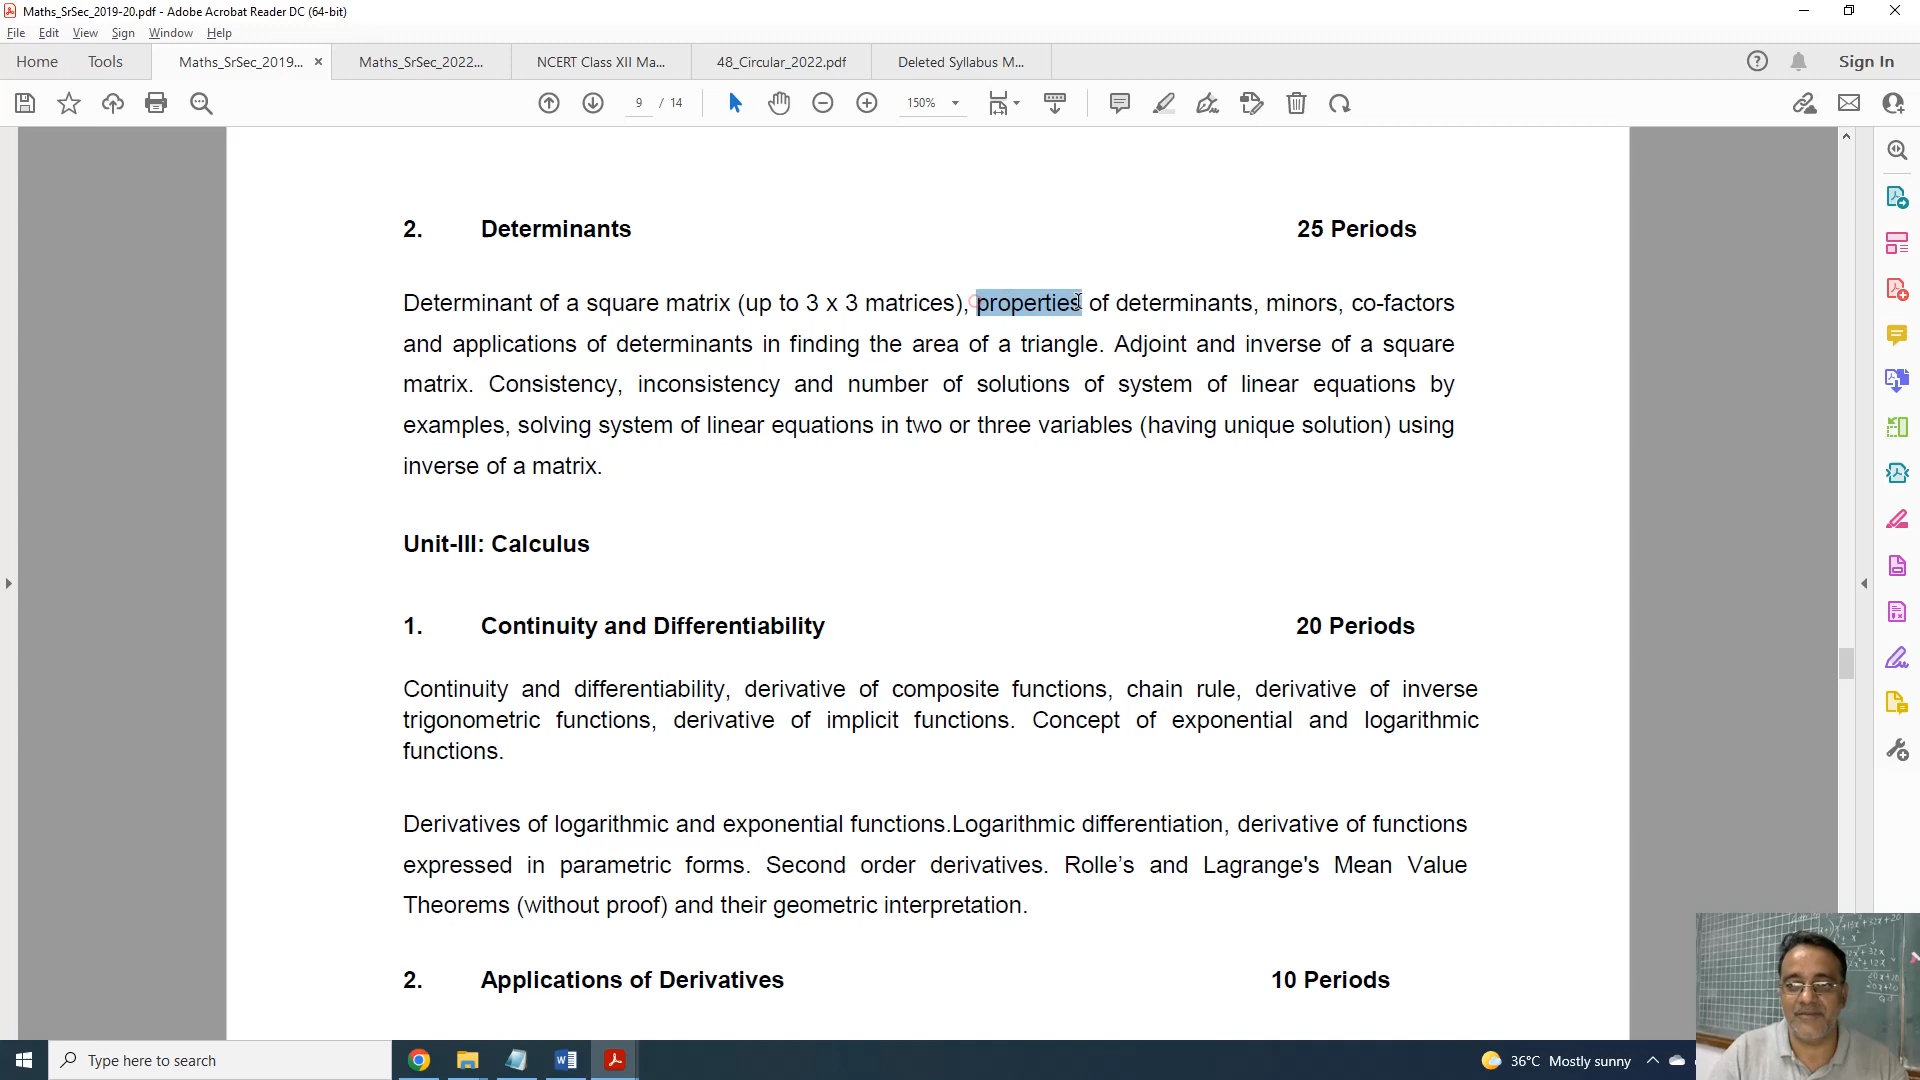 Maths_SrSec_2019-20.pdf - Adobe Acrobat Reader DC (64-bit)
File Edit View Sign Window Help
Home Tools Maths_SrSec_2019... × Maths_SrSec_2022... NCERT Class XII Ma... 48_Circular_2022.pdf Deleted Syllabus M... Sign In
9 / 14 150%
2. Determinants 25 Periods
Determinant of a square matrix (up to 3 x 3 matrices), properties of determinants, minors, co-factors
and applications of determinants in finding the area of a triangle. Adjoint and inverse of a square
matrix. Consistency, inconsistency and number of solutions of system of linear equations by
examples, solving system of linear equations in two or three variables (having unique solution) using
inverse of a matrix.
Unit-III: Calculus
1. Continuity and Differentiability 20 Periods
Continuity and differentiability, derivative of composite functions, chain rule, derivative of inverse
trigonometric functions, derivative of implicit functions. Concept of exponential and logarithmic
functions.
Derivatives of logarithmic and exponential functions.Logarithmic differentiation, derivative of functions
expressed in parametric forms. Second order derivatives. Rolle’s and Lagrange's Mean Value
Theorems (without proof) and their geometric interpretation.
2. Applications of Derivatives 10 Periods
Type here to search 36°C Mostly sunny